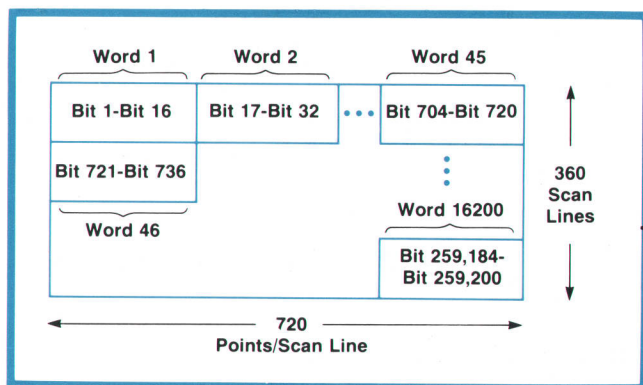 Word 1 Word 2 Word 45
Bit 1-Bit 16 Bit 17-Bit 32 Bit 704-Bit 720
Bit 721-Bit 736
Word 46
360
Scan
Lines
Word 16200
Bit 259,184-
Bit 259,200
720
Points/Scan Line